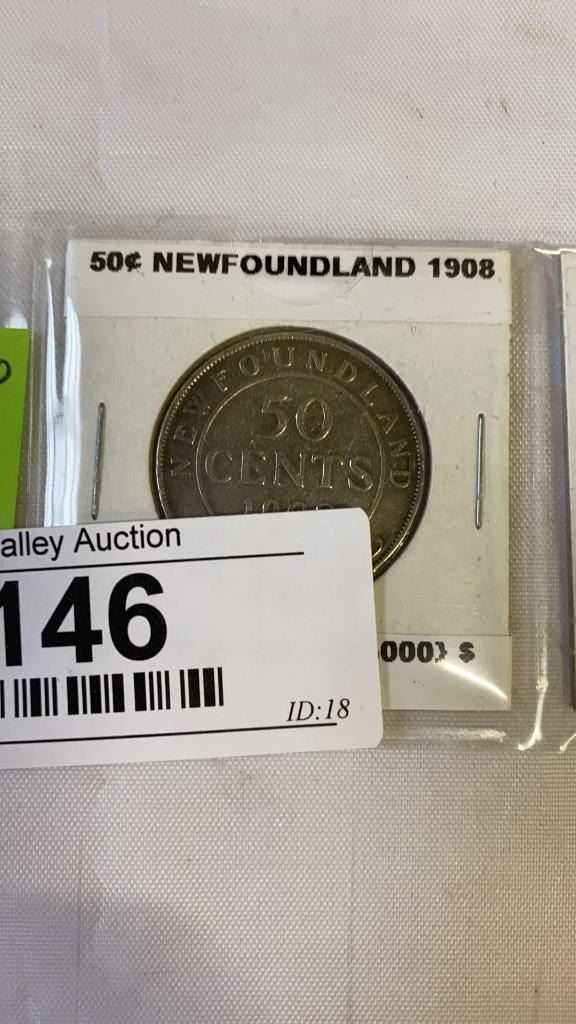 50¢ NEWFOUNDLAND 1908
NEWFOUNDLAND
50
CENTS
alley Auction
146
000} $
ID:18